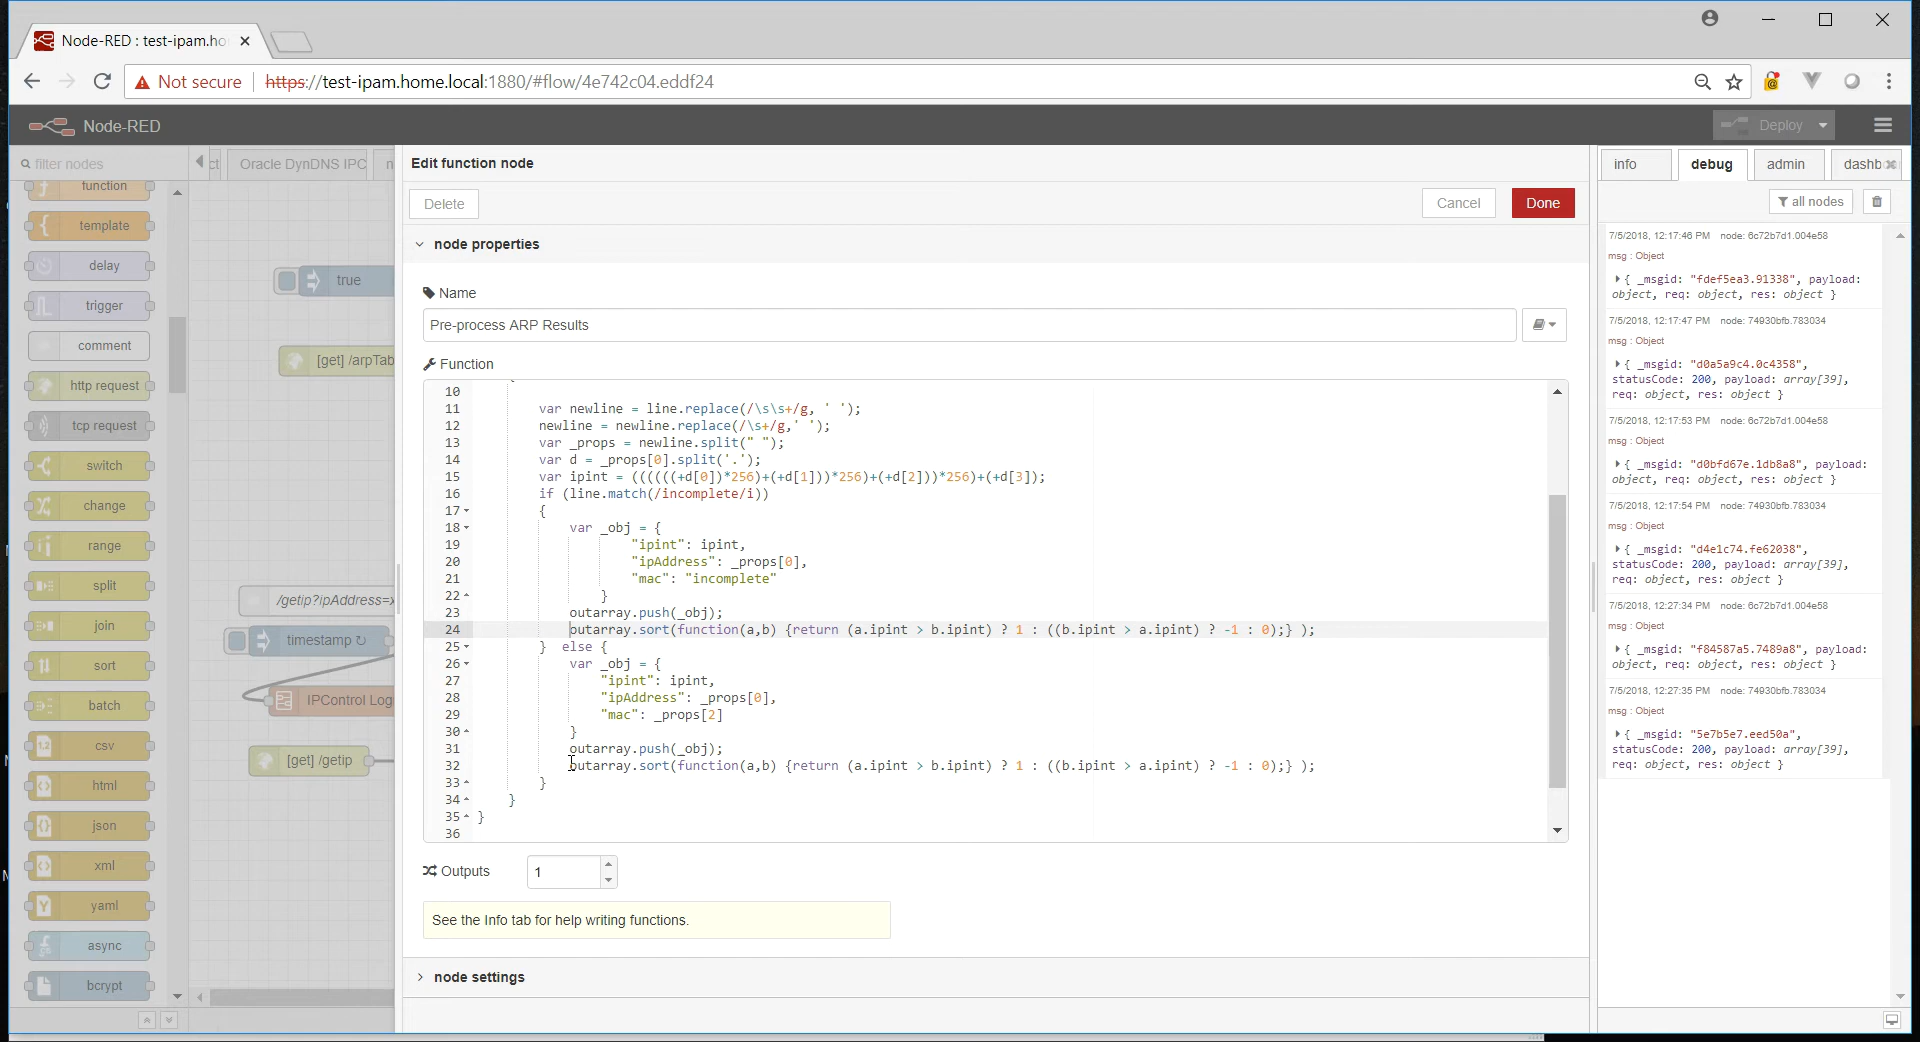 Node-RED : test-ipam.ho
Not secure
https://test-ipam.home.local:1880/#flow/4e742c04.eddf24
Node-RED
Deploy
filter nodes
function
template
delay
trigger
comment
http request
tcp request
switch
change
range
split
join
sort
batch
csv
html
json
xml
yaml
async
bcrypt
ct
Oracle DynDNS IPC
n
true
[get] /arpTab
/getip?ipAddress=x
timestamp ↻
IPControl Log
[get] /getip
Edit function node
Delete
Cancel
Done
node properties
Name
Pre-process ARP Results
Function
10
11 var newline = line.replace(/\s\s+/g, ' ');
12 newline = newline.replace(/\s+/g,' ');
13 var _props = newline.split(" ");
14 var d = _props[0].split('.');
15 var ipint = ((((((+d[0])*256)+(+d[1]))*256)+(+d[2]))*256)+(+d[3]);
16 if (line.match(/incomplete/i))
17 {
18 var _obj = {
19 "ipint": ipint,
20 "ipAddress": _props[0],
21 "mac": "incomplete"
22 }
23 outarray.push(_obj);
24 outarray.sort(function(a,b) {return (a.ipint > b.ipint) ? 1 : ((b.ipint > a.ipint) ? -1 : 0);} );
25 } else {
26 var _obj = {
27 "ipint": ipint,
28 "ipAddress": _props[0],
29 "mac": _props[2]
30 }
31 outarray.push(_obj);
32 outarray.sort(function(a,b) {return (a.ipint > b.ipint) ? 1 : ((b.ipint > a.ipint) ? -1 : 0);} );
33 }
34 }
35 }
36
Outputs
1
See the Info tab for help writing functions.
node settings
info
debug
admin
dashb
all nodes
7/5/2018, 12:17:46 PM node: 6c72b7d1.004e58
msg : Object
{ _msgid: "fdef5ea3.91338", payload:
object, req: object, res: object }
7/5/2018, 12:17:47 PM node: 74930bfb.783034
msg : Object
{ _msgid: "d0a5a9c4.0c4358",
statusCode: 200, payload: array[39],
req: object, res: object }
7/5/2018, 12:17:53 PM node: 6c72b7d1.004e58
msg : Object
{ _msgid: "d0bfd67e.1db8a8", payload:
object, req: object, res: object }
7/5/2018, 12:17:54 PM node: 74930bfb.783034
msg : Object
{ _msgid: "d4e1c74.fe62038",
statusCode: 200, payload: array[39],
req: object, res: object }
7/5/2018, 12:27:34 PM node: 6c72b7d1.004e58
msg : Object
{ _msgid: "f84587a5.7489a8", payload:
object, req: object, res: object }
7/5/2018, 12:27:35 PM node: 74930bfb.783034
msg : Object
{ _msgid: "5e7b5e7.eed50a",
statusCode: 200, payload: array[39],
req: object, res: object }